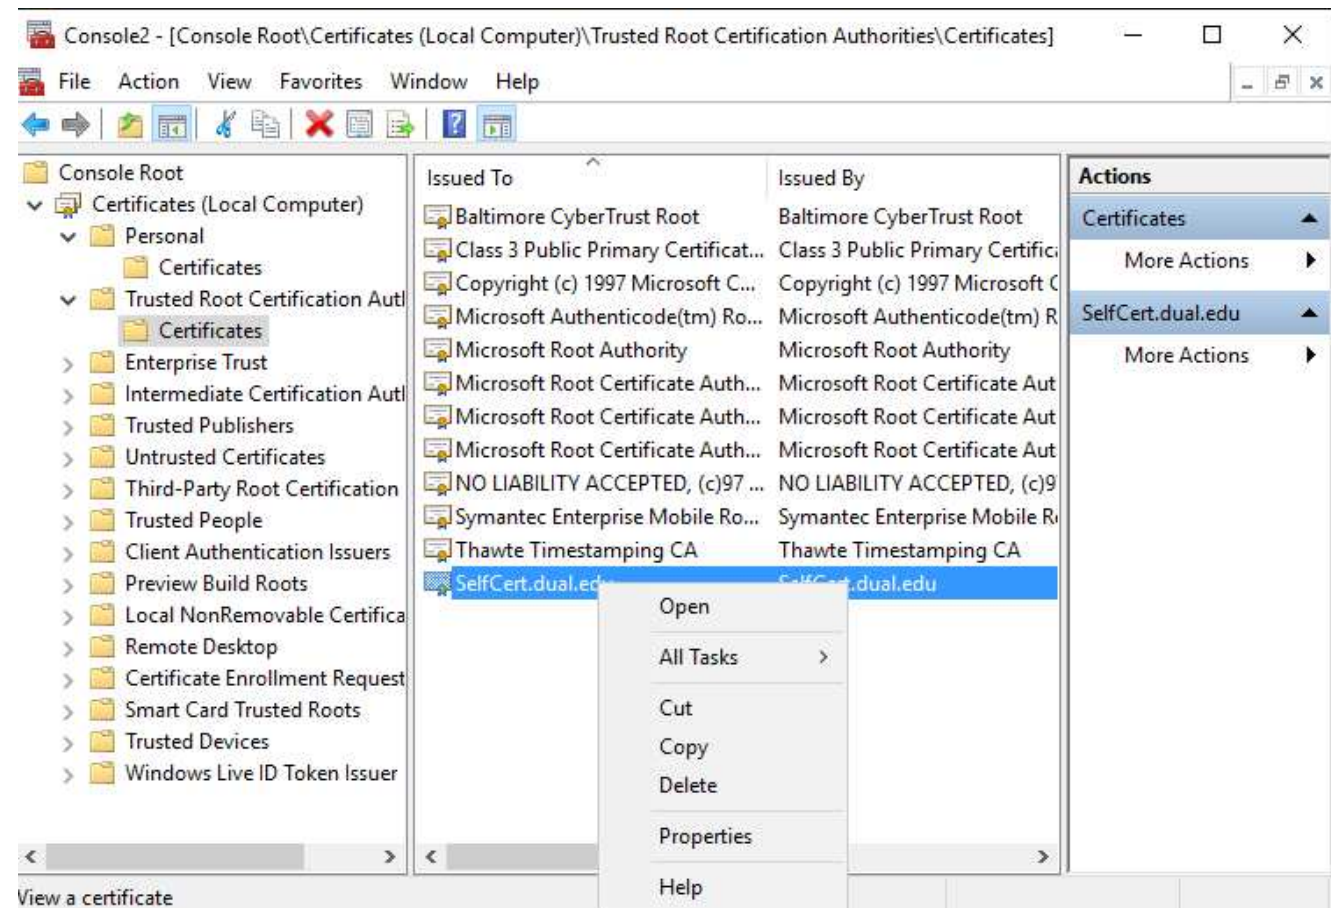 Console2 - [Console Root\Certificates (Local Computer)\Trusted Root Certification Authorities\Certificates]
File Action View Favorites Window Help
Console Root
Certificates (Local Computer)
Personal
Certificates
Trusted Root Certification Autl
Certificates
Enterprise Trust
Intermediate Certification Autl
Trusted Publishers
Untrusted Certificates
Third-Party Root Certification
Trusted People
Client Authentication Issuers
Preview Build Roots
Local NonRemovable Certifica
Remote Desktop
Certificate Enrollment Request
Smart Card Trusted Roots
Trusted Devices
Windows Live ID Token Issuer
Issued To Issued By
Baltimore CyberTrust Root Baltimore CyberTrust Root
Class 3 Public Primary Certificat... Class 3 Public Primary Certifica
Copyright (c) 1997 Microsoft C... Copyright (c) 1997 Microsoft C
Microsoft Authenticode(tm) Ro... Microsoft Authenticode(tm) R
Microsoft Root Authority Microsoft Root Authority
Microsoft Root Certificate Auth... Microsoft Root Certificate Aut
Microsoft Root Certificate Auth... Microsoft Root Certificate Aut
Microsoft Root Certificate Auth... Microsoft Root Certificate Aut
NO LIABILITY ACCEPTED, (c)97 ... NO LIABILITY ACCEPTED, (c)9
Symantec Enterprise Mobile Ro... Symantec Enterprise Mobile R
Thawte Timestamping CA Thawte Timestamping CA
SelfCert.dual.edu SelfCert.dual.edu
Open
All Tasks
Cut
Copy
Delete
Properties
Help
Actions
Certificates
More Actions
SelfCert.dual.edu
More Actions
View a certificate